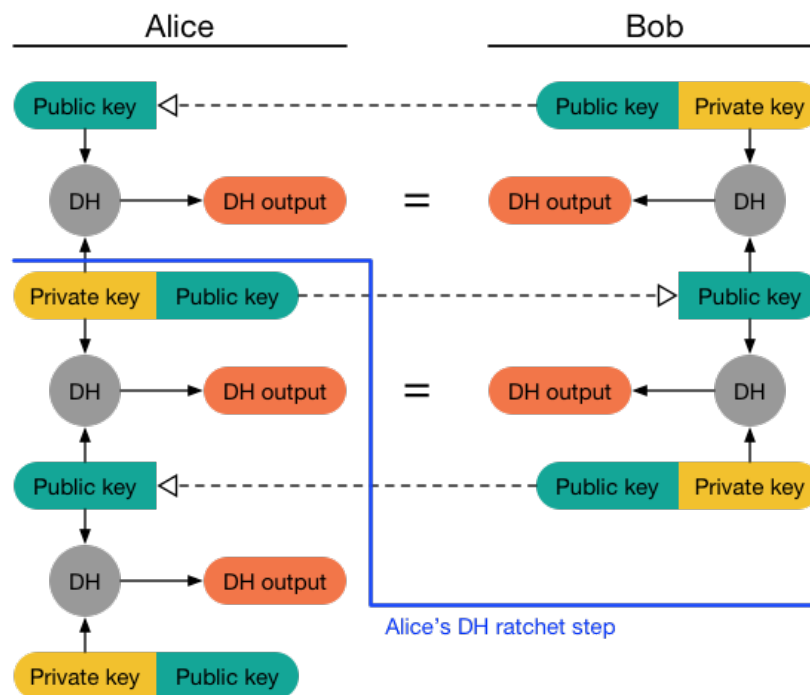 Alice Bob
Public key Public key Private key
DH DH output = DH output DH
Private key Public key Public key
DH DH output = DH output DH
Public key Public key Private key
DH DH output
Alice's DH ratchet step
Private key Public key